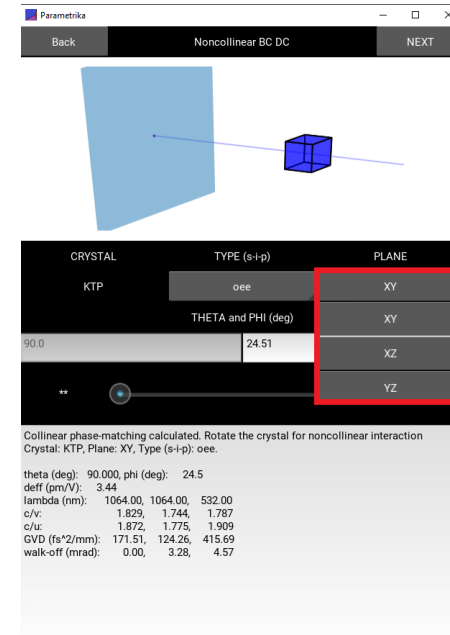 Parametrika
Back Noncollinear BC DC NEXT
CRYSTAL TYPE (s-i-p) PLANE
KTP oee XY
THETA and PHI (deg) XY
90.0 24.51 XZ
** YZ
Collinear phase-matching calculated. Rotate the crystal for noncollinear interaction
Crystal: KTP, Plane: XY, Type (s-i-p): oee.
theta (deg): 90.000, phi (deg): 24.5
deff (pm/V): 3.44
lambda (nm): 1064.00, 1064.00, 532.00
c/v: 1.829, 1.744, 1.787
c/u: 1.872, 1.775, 1.909
GVD (fs^2/mm): 171.51, 124.26, 415.69
walk-off (mrad): 0.00, 3.28, 4.57